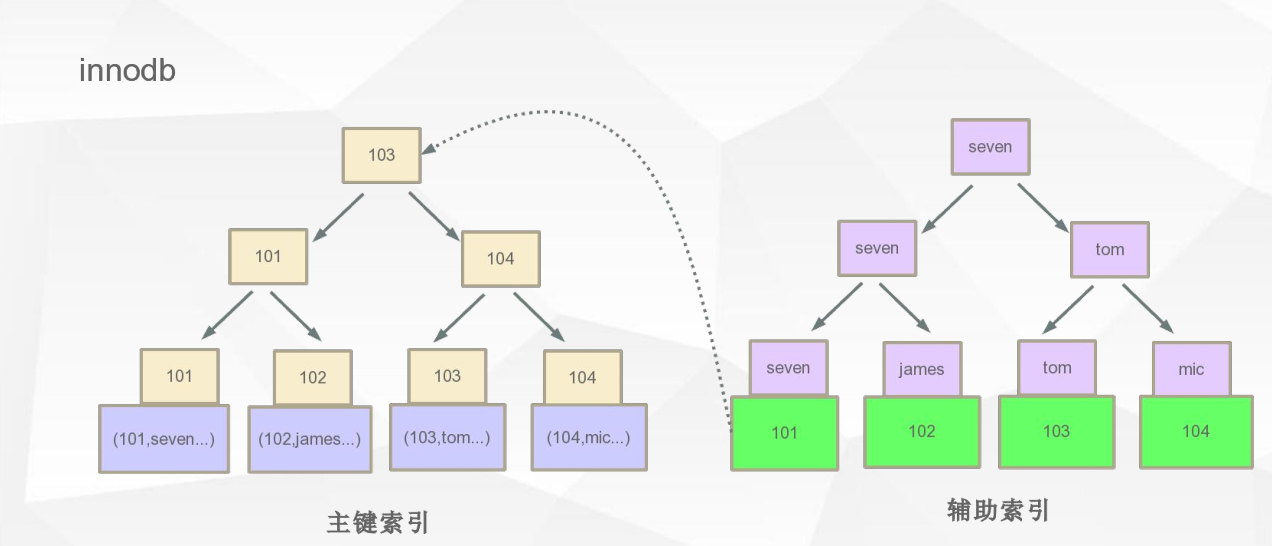 innodb
103
101
104
101
102
103
104
(101,seven...)
(102,james...)
(103,tom...)
(104,mic...)
主键索引
seven
seven
tom
seven
james
tom
mic
101
102
103
104
辅助索引